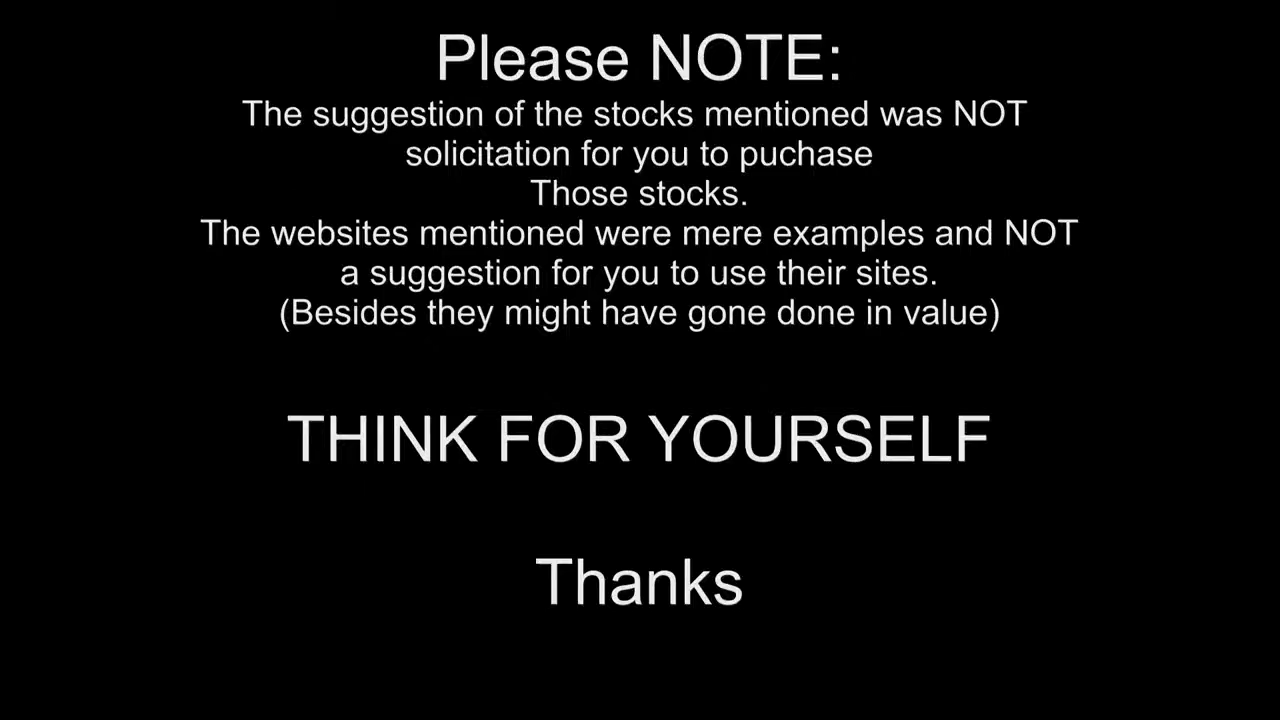 Please NOTE:
The suggestion of the stocks mentioned was NOT
solicitation for you to puchase
Those stocks.
The websites mentioned were mere examples and NOT
a suggestion for you to use their sites.
(Besides they might have gone done in value)
THINK FOR YOURSELF
Thanks